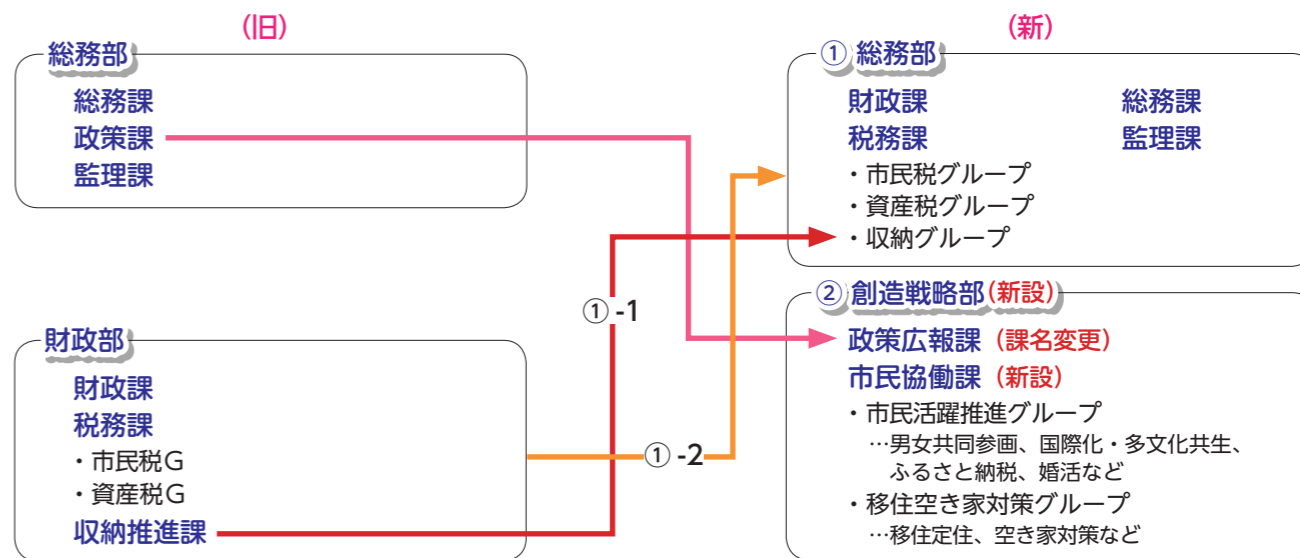 (旧)
総務部
総務課
政策課
監理課
財政部
財政課
税務課
・市民税G
・資産税G
収納推進課
①-1
①-2
(新)
① 総務部
財政課 総務課
税務課 監理課
・市民税グループ
・資産税グループ
・収納グループ
② 創造戦略部(新設)
政策広報課(課名変更)
市民協働課(新設)
・市民活躍推進グループ
…男女共同参画、国際化・多文化共生、
ふるさと納税、婚活など
・移住空き家対策グループ
…移住定住、空き家対策など